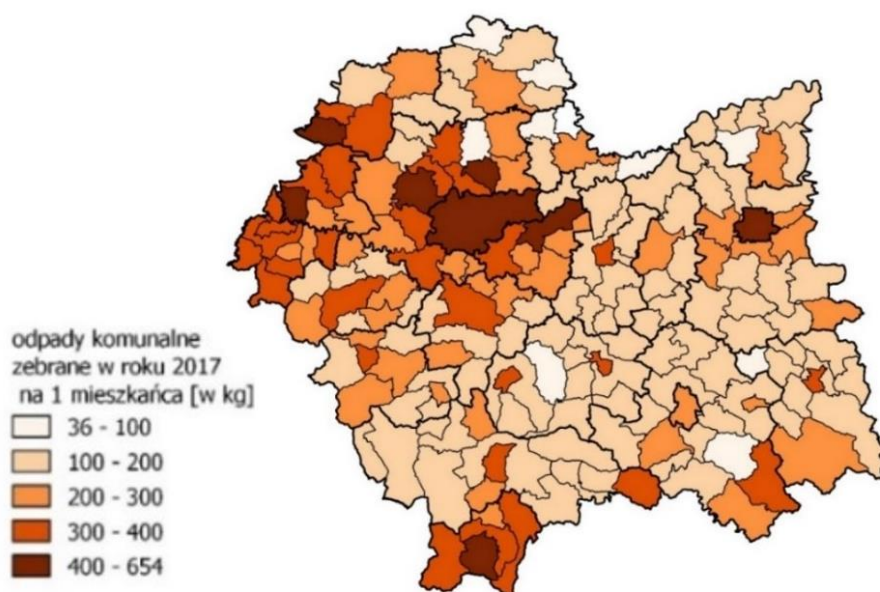 odpady komunalne
zebrane w roku 2017
na 1 mieszkańca [w kg]
36 - 100
100 - 200
200 - 300
300 - 400
400 - 654